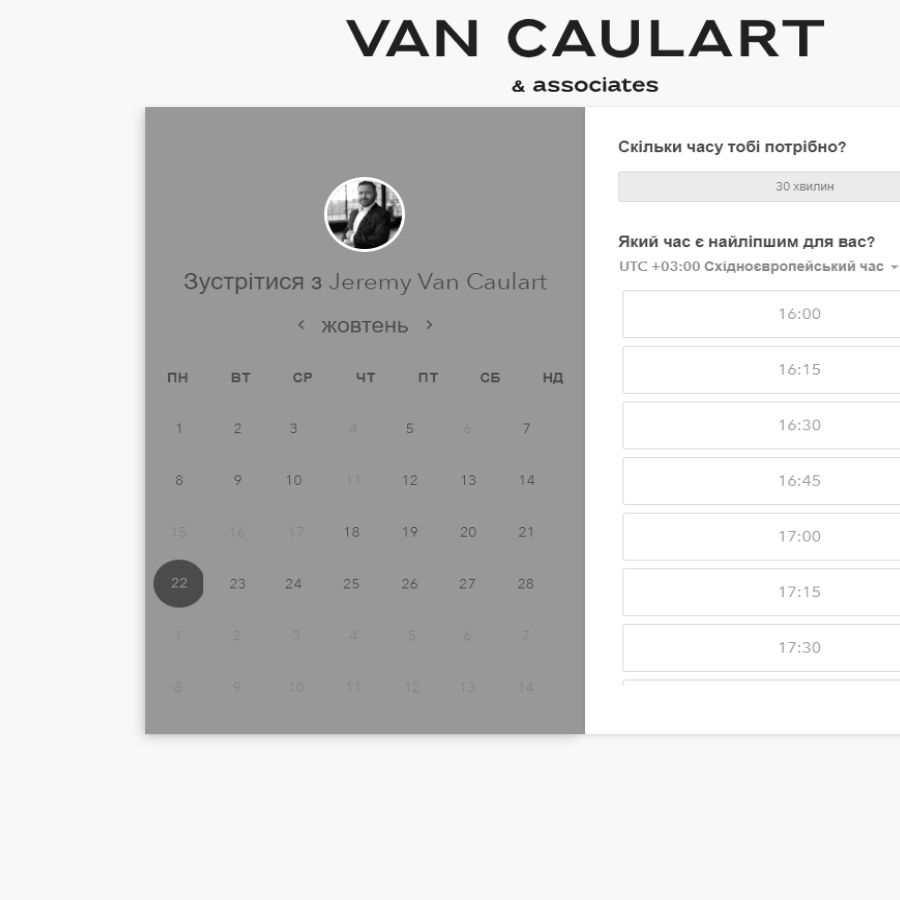 VAN CAULART
& associates
Зустрітися з Jeremy Van Caulart
жовтень
ПН ВТ СР ЧТ ПТ СБ НД
1 2 3 4 5 6 7
8 9 10 11 12 13 14
15 16 17 18 19 20 21
22 23 24 25 26 27 28
1 2 3 4 5 6 7
8 9 10 11 12 13 14
Скільки часу тобі потрібно?
30 хвилин
Який час є найліпшим для вас?
UTC +03:00 Східноєвропейський час
16:00
16:15
16:30
16:45
17:00
17:15
17:30